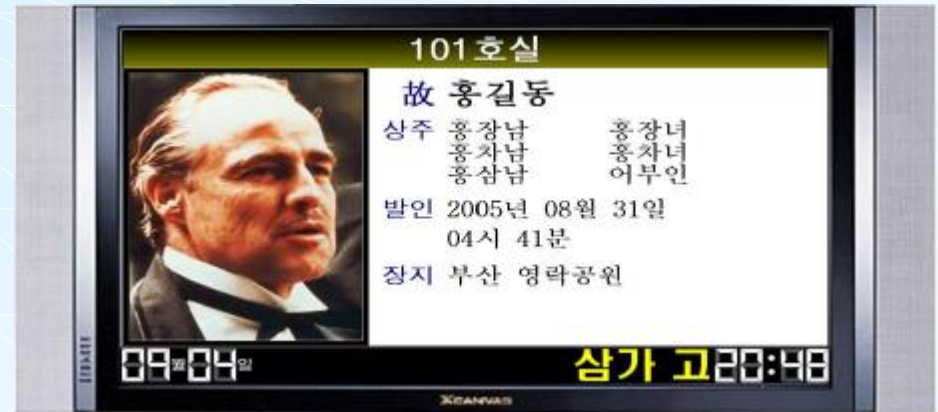 101호실
故 홍길동
상주 홍장남 홍장녀
홍차남 홍차녀
홍삼남 어부인
발인 2005년 08월 31일
04시 41분
장지 부산 영락공원
09월04일 삼가 고20:48
XCANVAS